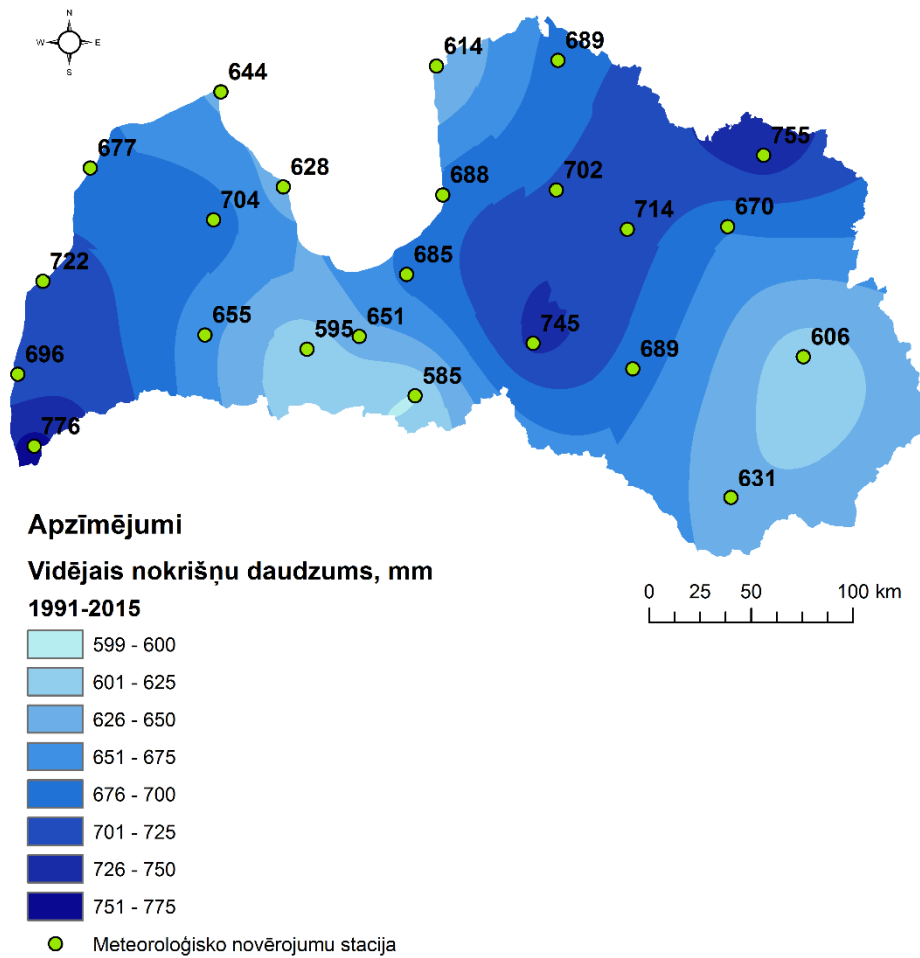 N
W E
S
614
689
644
755
677
628
688
702
704
714
670
685
722
655
651
595
745
606
689
696
585
776
631
Apzīmējumi
Vidējais nokrišņu daudzums, mm
1991-2015
0 25 50 100 km
599 - 600
601 - 625
626 - 650
651 - 675
676 - 700
701 - 725
726 - 750
751 - 775
Meteoroloģisko novērojumu stacija